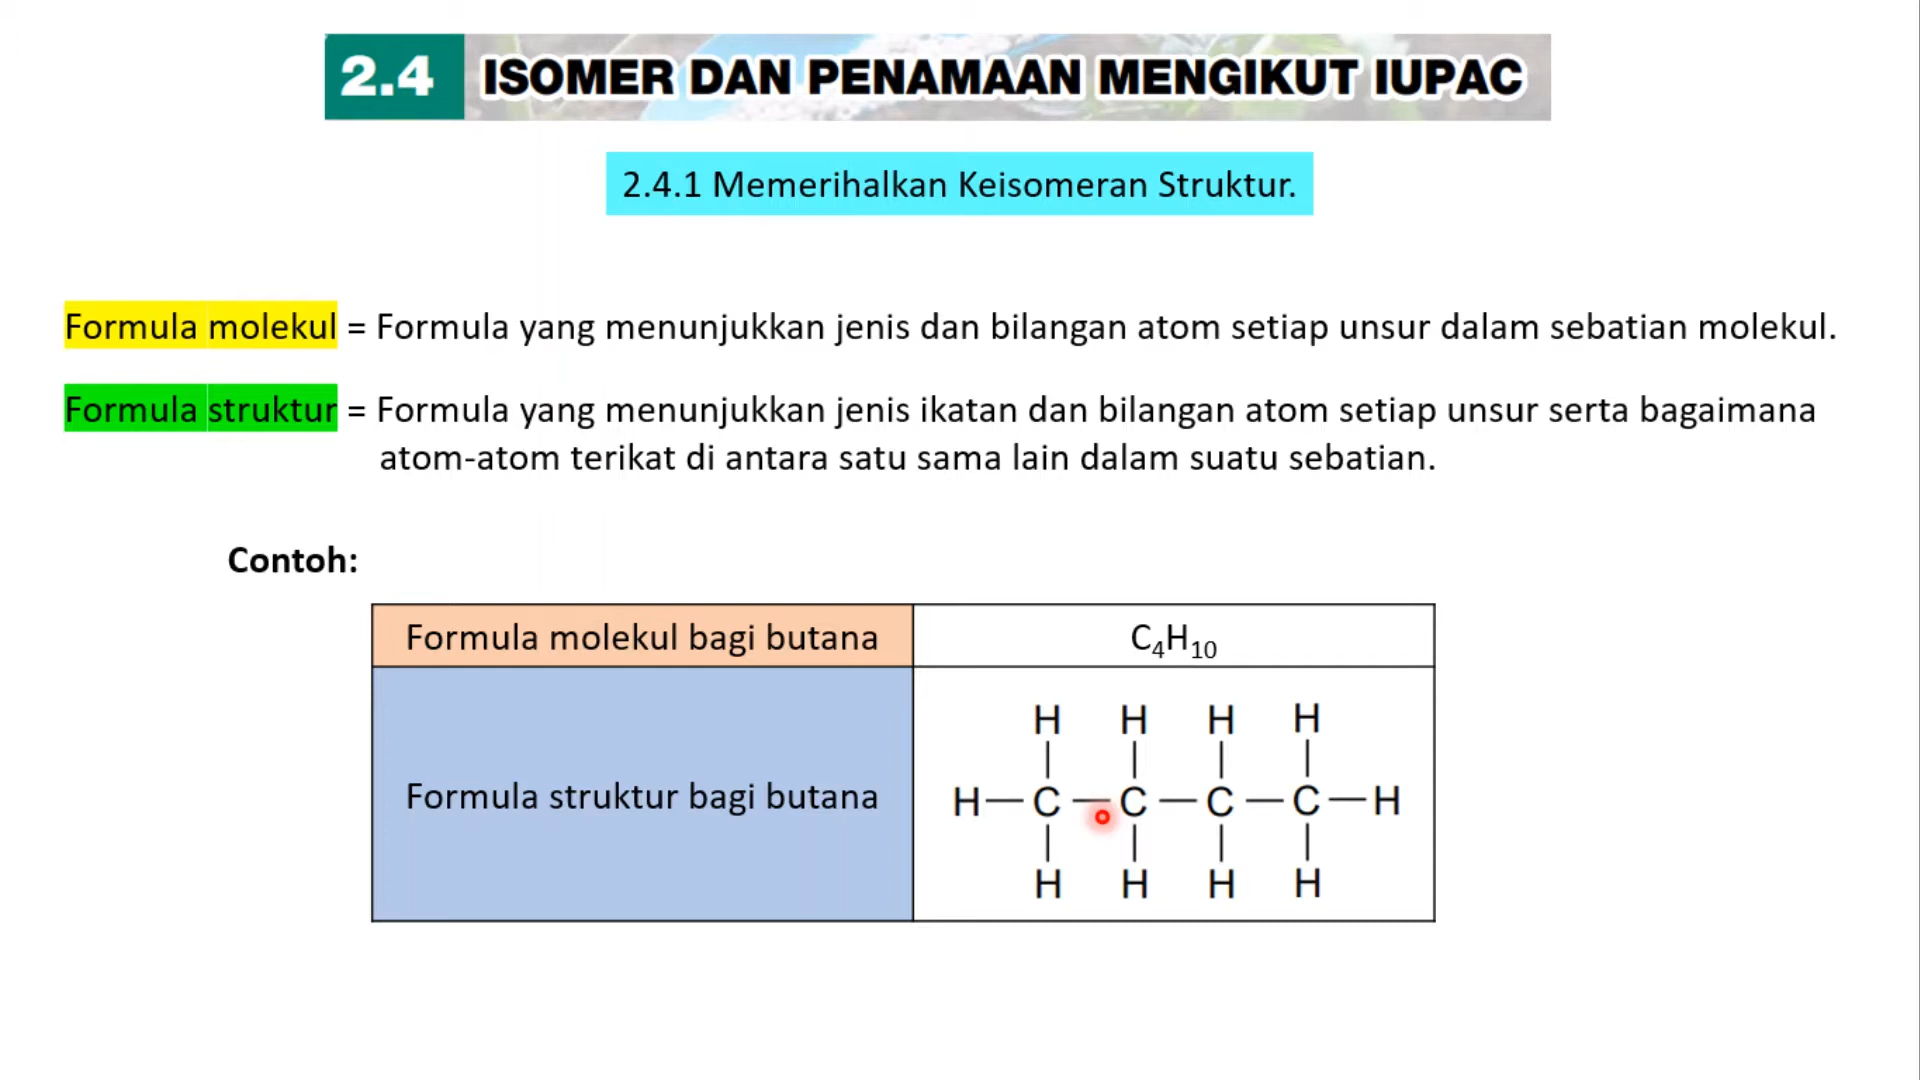 2.4 ISOMER DAN PENAMAAN MENGIKUT IUPAC
2.4.1 Memerihalkan Keisomeran Struktur.
Formula molekul = Formula yang menunjukkan jenis dan bilangan atom setiap unsur dalam sebatian molekul.
Formula struktur = Formula yang menunjukkan jenis ikatan dan bilangan atom setiap unsur serta bagaimana
atom-atom terikat di antara satu sama lain dalam suatu sebatian.
Contoh:
Formula molekul bagi butana C₄H₁₀
Formula struktur bagi butana
H H H H
H—C—C—C—C—H
H H H H